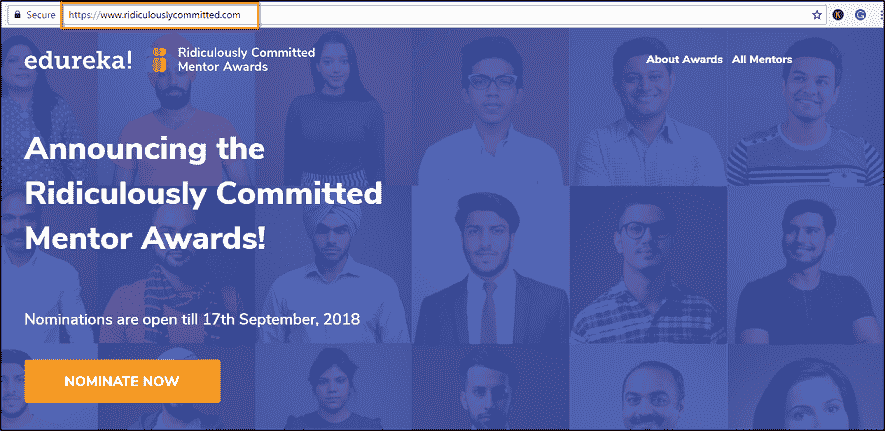 Secure https://www.ridiculouslycommitted.com
K G
edureka! Ridiculously Committed
Mentor Awards
About Awards All Mentors
Announcing the
Ridiculously Committed
Mentor Awards!
Nominations are open till 17th September, 2018
NOMINATE NOW